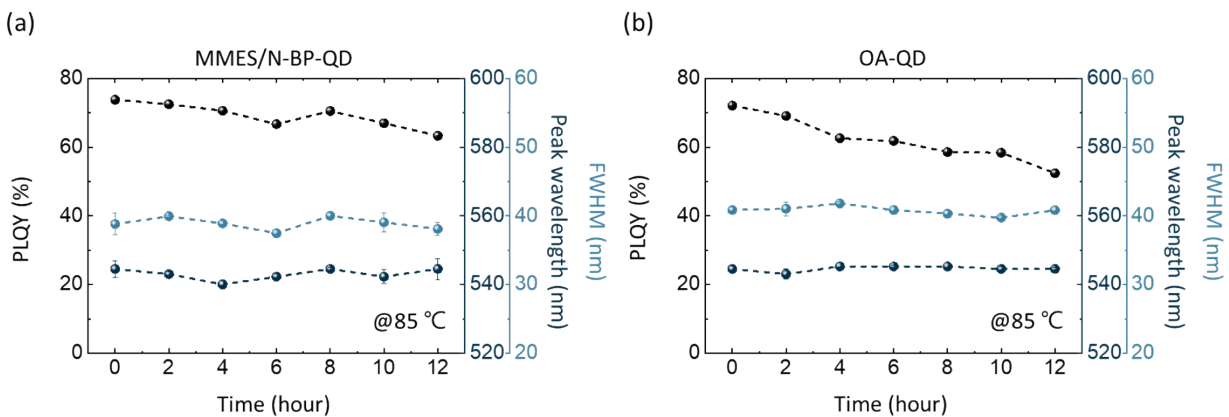 (a)
MMES/N-BP-QD
80
60
40
20
0
PLQY (%)
0 2 4 6 8 10 12
Time (hour)
600
580
560
540
520
Peak wavelength (nm)
60
50
40
30
20
FWHM (nm)
@85 ℃
(b)
OA-QD
80
60
40
20
0
PLQY (%)
0 2 4 6 8 10 12
Time (hour)
600
580
560
540
520
Peak wavelength (nm)
60
50
40
30
20
FWHM (nm)
@85 ℃